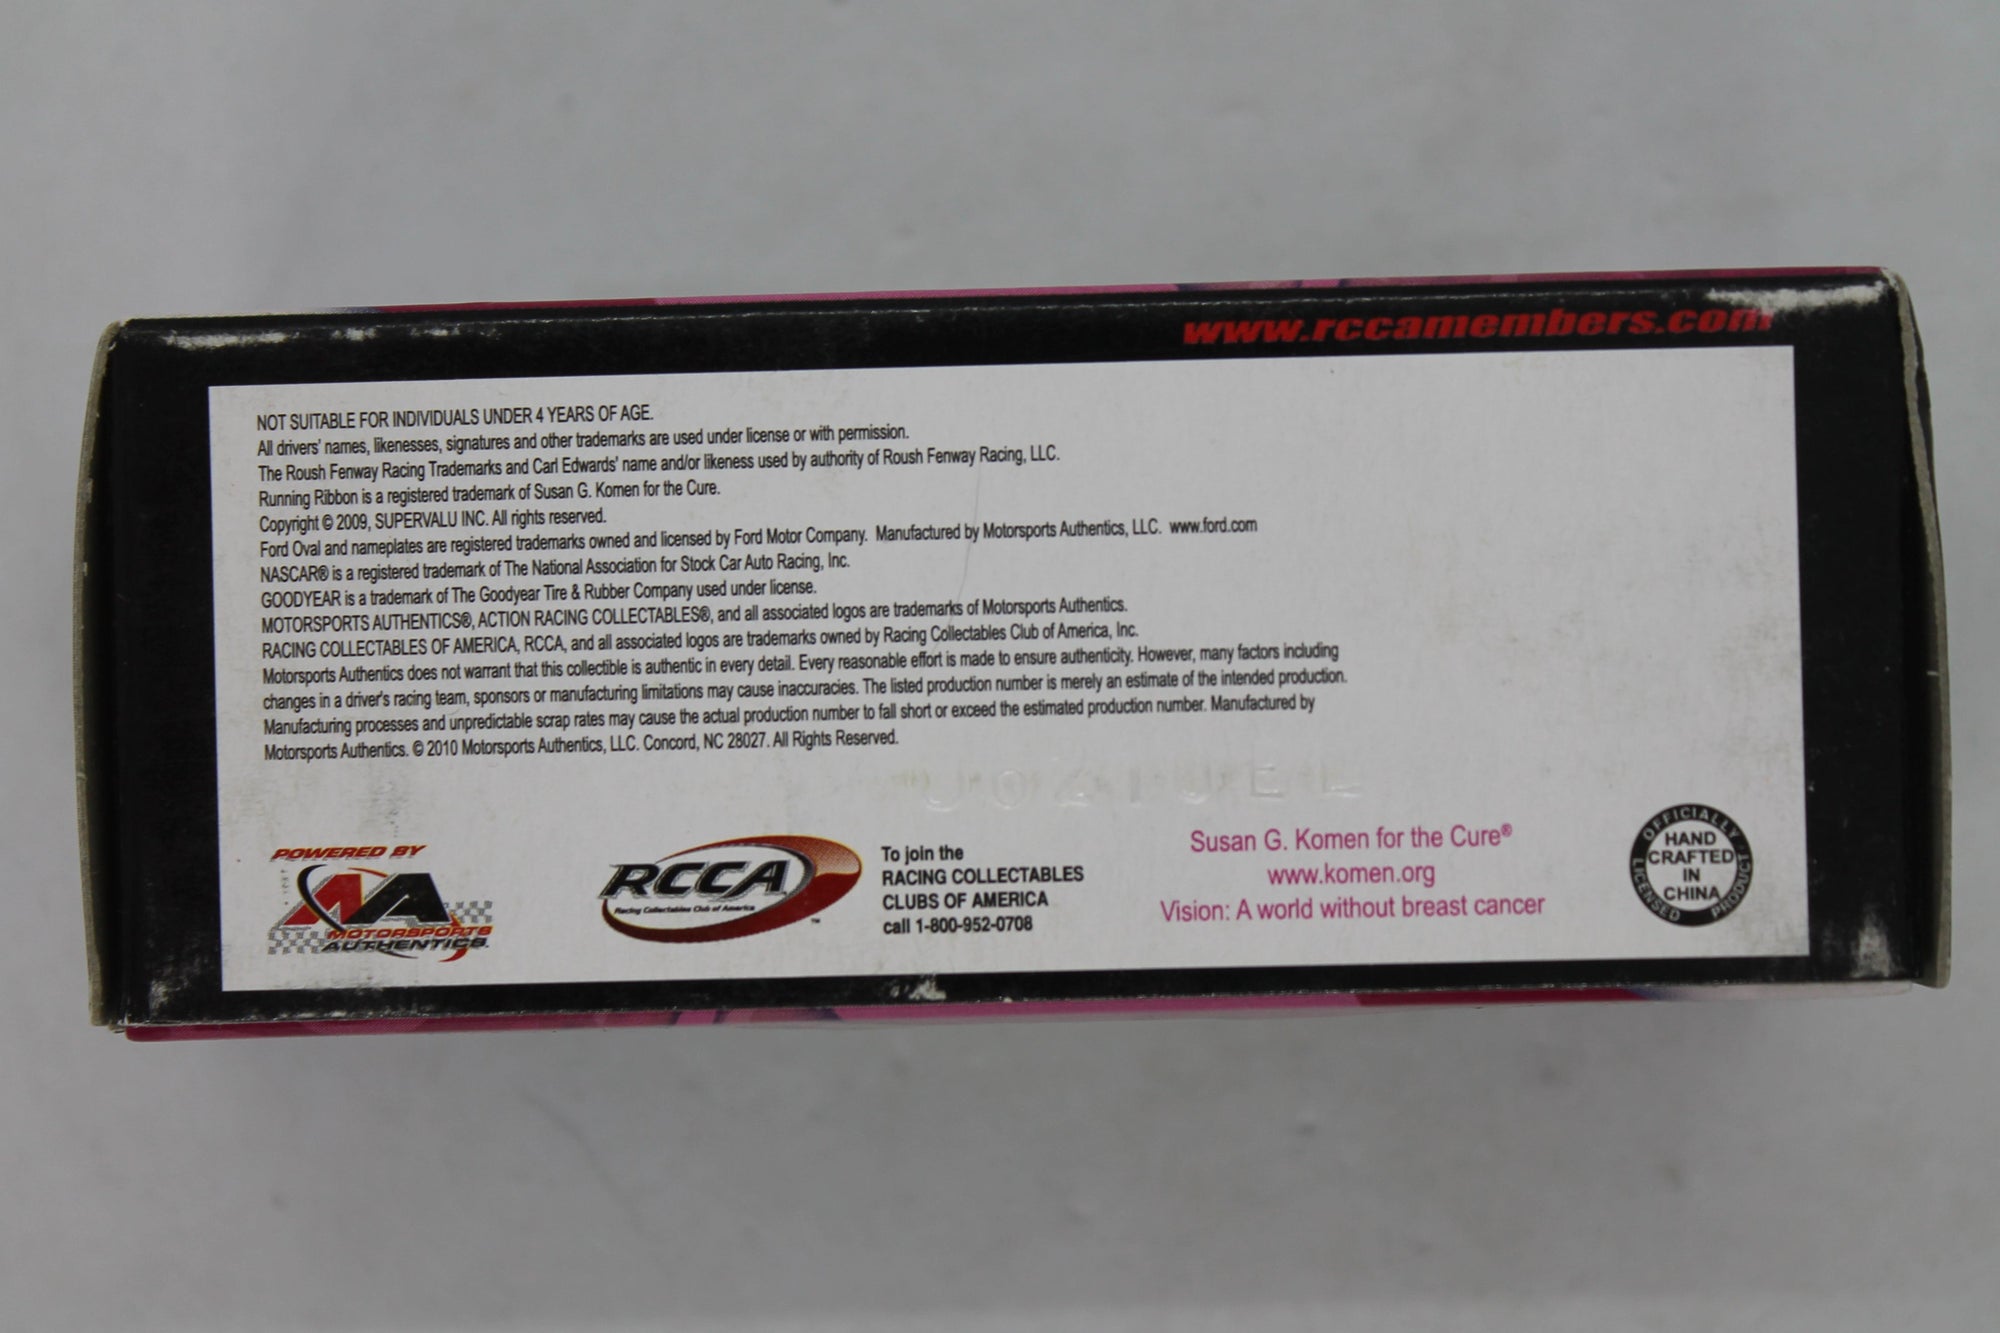 www.rccamembers.com
NOT SUITABLE FOR INDIVIDUALS UNDER 4 YEARS OF AGE.
All drivers' names, likenesses, signatures and other trademarks are used under license or with permission.
The Roush Fenway Racing Trademarks and Carl Edwards' name and/or likeness used by authority of Roush Fenway Racing, LLC.
Running Ribbon is a registered trademark of Susan G. Komen for the Cure.
Copyright © 2009, SUPERVALU INC. All rights reserved.
Ford Oval and nameplates are registered trademarks owned and licensed by Ford Motor Company. Manufactured by Motorsports Authentics, LLC. www.ford.com
NASCAR® is a registered trademark of The National Association for Stock Car Auto Racing, Inc.
GOODYEAR is a trademark of The Goodyear Tire & Rubber Company used under license.
MOTORSPORTS AUTHENTICS®, ACTION RACING COLLECTABLES®, and all associated logos are trademarks of Motorsports Authentics.
RACING COLLECTABLES OF AMERICA, RCCA, and all associated logos are trademarks owned by Racing Collectables Club of America, Inc.
Motorsports Authentics does not warrant that this collectible is authentic in every detail. Every reasonable effort is made to ensure authenticity. However, many factors including
changes in a driver's racing team, sponsors or manufacturing limitations may cause inaccuracies. The listed production number is merely an estimate of the intended production.
Manufacturing processes and unpredictable scrap rates may cause the actual production number to fall short or exceed the estimated production number. Manufactured by
Motorsports Authentics. © 2010 Motorsports Authentics, LLC. Concord, NC 28027. All Rights Reserved.
POWERED BY
MA
MOTORSPORTS
AUTHENTICS.
RCCA
Racing Collectables Club of America
™
To join the
RACING COLLECTABLES
CLUBS OF AMERICA
call 1-800-952-0708
Susan G. Komen for the Cure®
www.komen.org
Vision: A world without breast cancer
OFFICIALLY LICENSED PRODUCT
HAND
CRAFTED
IN
CHINA